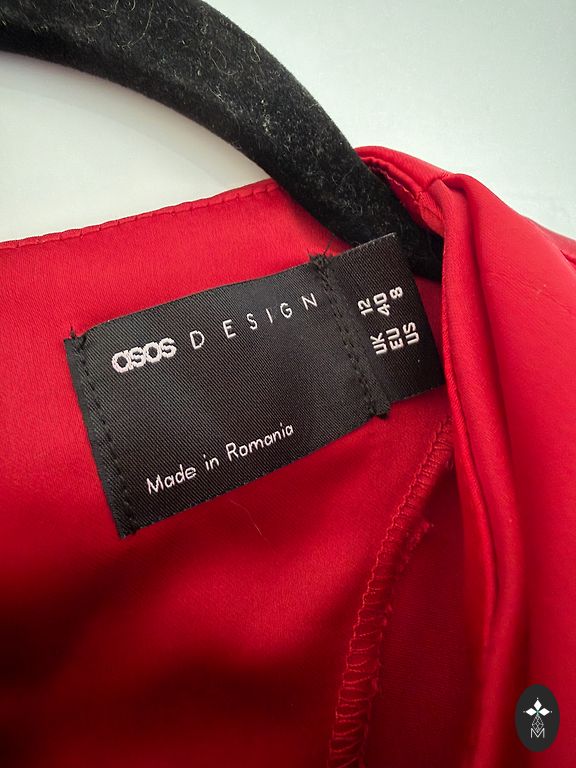 asos DESIGN
Made in Romania
UK 12
EU 40
US 8
M